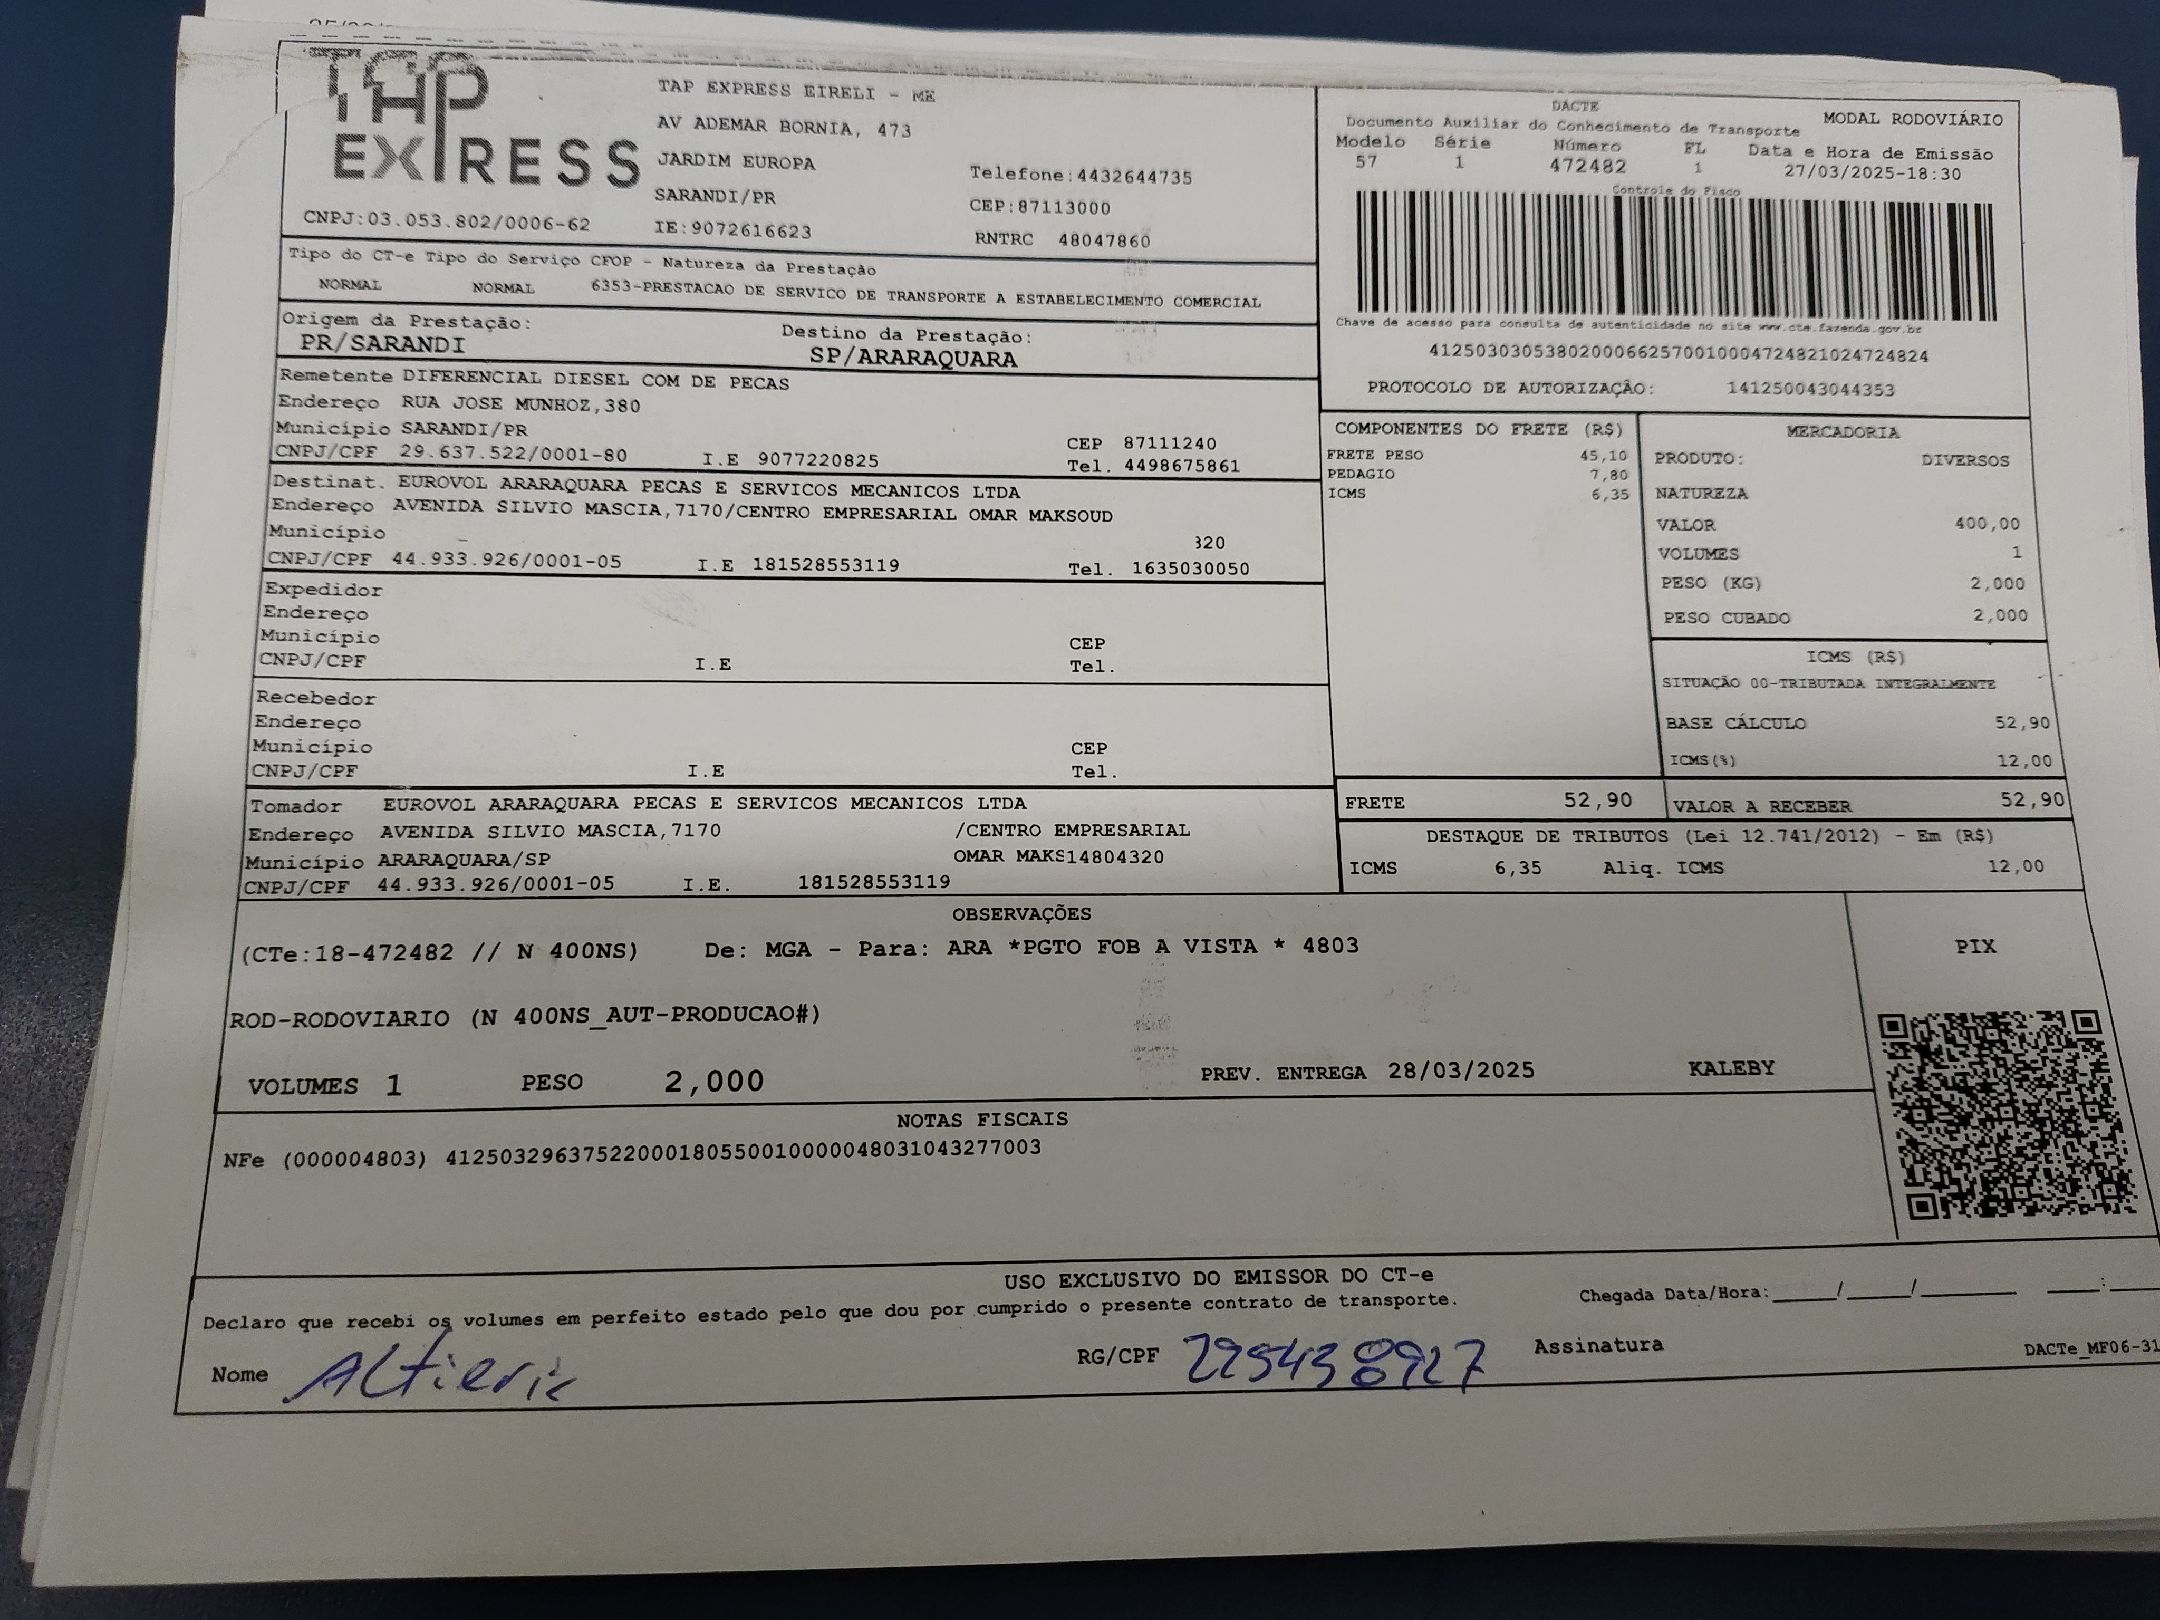 TAP
EXPRESS
CNPJ:03.053.802/0006-62
TAP EXPRESS EIRELI - ME
AV ADEMAR BORNIA, 473
JARDIM EUROPA
SARANDI/PR
IE:9072616623
Telefone:4432644735
CEP:87113000
RNTRC 48047860
DACTE
MODAL RODOVIÁRIO
Documento Auxiliar do Conhecimento de Transporte
Modelo Série Número FL Data e Hora de Emissão
57 1 472482 1 27/03/2025-18:30
Controle do Fisco
Chave de acesso para consulta de autenticidade no site www.cte.fazenda.gov.br
41250303053802000662570010004724821024724824
PROTOCOLO DE AUTORIZAÇÃO: 141250043044353
Tipo do CT-e Tipo do Serviço CFOP - Natureza da Prestação
NORMAL NORMAL 6353-PRESTACAO DE SERVICO DE TRANSPORTE A ESTABELECIMENTO COMERCIAL
Origem da Prestação: Destino da Prestação:
PR/SARANDI SP/ARARAQUARA
Remetente DIFERENCIAL DIESEL COM DE PECAS
Endereço RUA JOSE MUNHOZ,380
Município SARANDI/PR CEP 87111240
CNPJ/CPF 29.637.522/0001-80 I.E 9077220825 Tel. 4498675861
Destinat. EUROVOL ARARAQUARA PECAS E SERVICOS MECANICOS LTDA
Endereço AVENIDA SILVIO MASCIA,7170/CENTRO EMPRESARIAL OMAR MAKSOUD
Município 320
CNPJ/CPF 44.933.926/0001-05 I.E 181528553119 Tel. 1635030050
Expedidor
Endereço
Município CEP
CNPJ/CPF I.E Tel.
Recebedor
Endereço
Município CEP
CNPJ/CPF I.E Tel.
Tomador EUROVOL ARARAQUARA PECAS E SERVICOS MECANICOS LTDA
Endereço AVENIDA SILVIO MASCIA,7170 /CENTRO EMPRESARIAL
Município ARARAQUARA/SP OMAR MAKS14804320
CNPJ/CPF 44.933.926/0001-05 I.E. 181528553119
COMPONENTES DO FRETE (R$)
FRETE PESO 45,10
PEDAGIO 7,80
ICMS 6,35
MERCADORIA
PRODUTO: DIVERSOS
NATUREZA
VALOR 400,00
VOLUMES 1
PESO (KG) 2,000
PESO CUBADO 2,000
ICMS (R$)
SITUAÇÃO 00-TRIBUTADA INTEGRALMENTE
BASE CÁLCULO 52,90
ICMS(%) 12,00
FRETE 52,90 VALOR A RECEBER 52,90
DESTAQUE DE TRIBUTOS (Lei 12.741/2012) - Em (R$)
ICMS 6,35 Aliq. ICMS 12,00
OBSERVAÇÕES
(CTe:18-472482 // N 400NS) De: MGA - Para: ARA *PGTO FOB A VISTA * 4803
ROD-RODOVIARIO (N 400NS_AUT-PRODUCAO#)
VOLUMES 1 PESO 2,000 PREV. ENTREGA 28/03/2025 KALEBY
PIX
NOTAS FISCAIS
NFe (000004803) 41250329637522000180550010000048031043277003
USO EXCLUSIVO DO EMISSOR DO CT-e
Declaro que recebi os volumes em perfeito estado pelo que dou por cumprido o presente contrato de transporte.
Chegada Data/Hora:_____/_____/_______ ____:
Nome RG/CPF Assinatura
DACTe_MF06-31